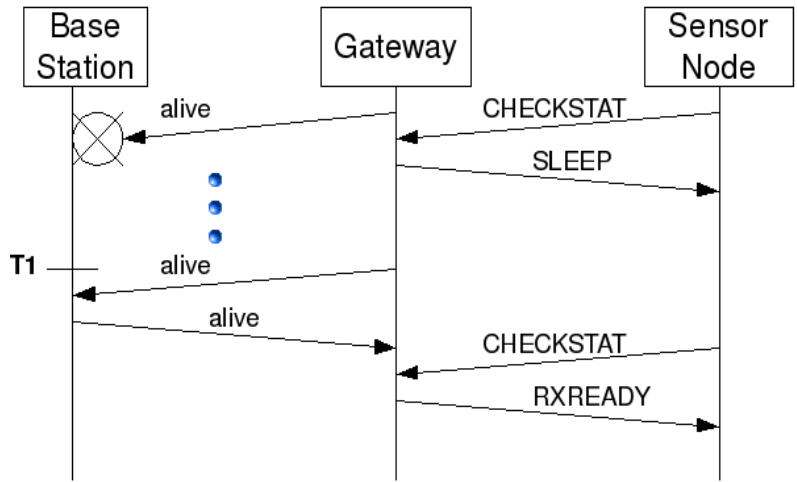 Base
Station
Gateway
Sensor
Node
alive
CHECKSTAT
SLEEP
T1
alive
alive
CHECKSTAT
RXREADY